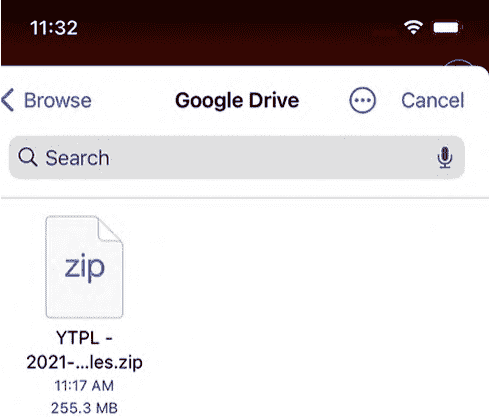 11:32
Browse Google Drive Cancel
Search
zip
YTPL -
2021-...les.zip
11:17 AM
255.3 MB